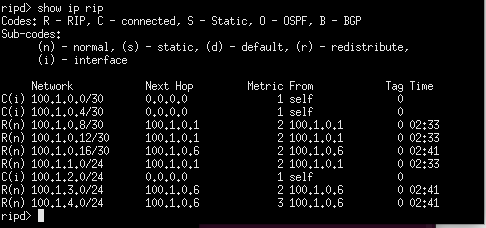 ripd> show ip rip
Codes: R - RIP, C - connected, S - Static, O - OSPF, B - BGP
Sub-codes:
(n) - normal, (s) - static, (d) - default, (r) - redistribute,
(i) - interface
Network Next Hop Metric From Tag Time
C(i) 100.1.0.0/30 0.0.0.0 1 self 0
C(i) 100.1.0.4/30 0.0.0.0 1 self 0
R(n) 100.1.0.8/30 100.1.0.1 2 100.1.0.1 0 02:33
R(n) 100.1.0.12/30 100.1.0.1 2 100.1.0.1 0 02:33
R(n) 100.1.0.16/30 100.1.0.6 2 100.1.0.6 0 02:41
R(n) 100.1.1.0/24 100.1.0.1 2 100.1.0.1 0 02:33
C(i) 100.1.2.0/24 0.0.0.0 1 self 0
R(n) 100.1.3.0/24 100.1.0.6 2 100.1.0.6 0 02:41
R(n) 100.1.4.0/24 100.1.0.6 3 100.1.0.6 0 02:41
ripd>